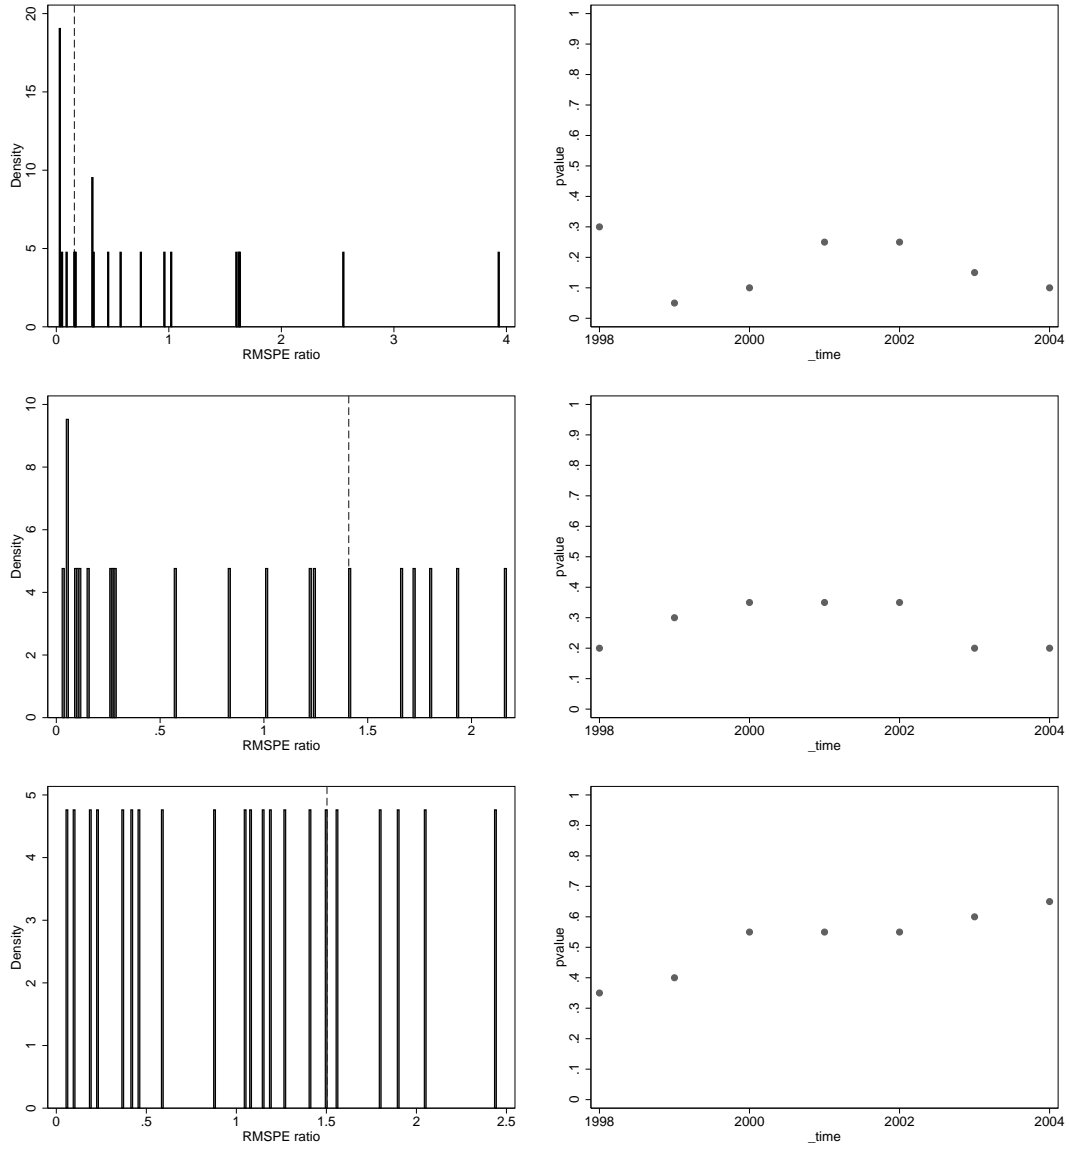 20
15
10
5
0
Density
0 1 2 3 4
RMSPE ratio
1
.9
.8
.7
.6
.5
.4
.3
.2
.1
0
pvalue
1998 2000 2002 2004
_time
10
8
6
4
2
0
Density
0 .5 1 1.5 2
RMSPE ratio
1
.9
.8
.7
.6
.5
.4
.3
.2
.1
0
pvalue
1998 2000 2002 2004
_time
5
4
3
2
1
0
Density
0 .5 1 1.5 2 2.5
RMSPE ratio
1
.9
.8
.7
.6
.5
.4
.3
.2
.1
0
pvalue
1998 2000 2002 2004
_time